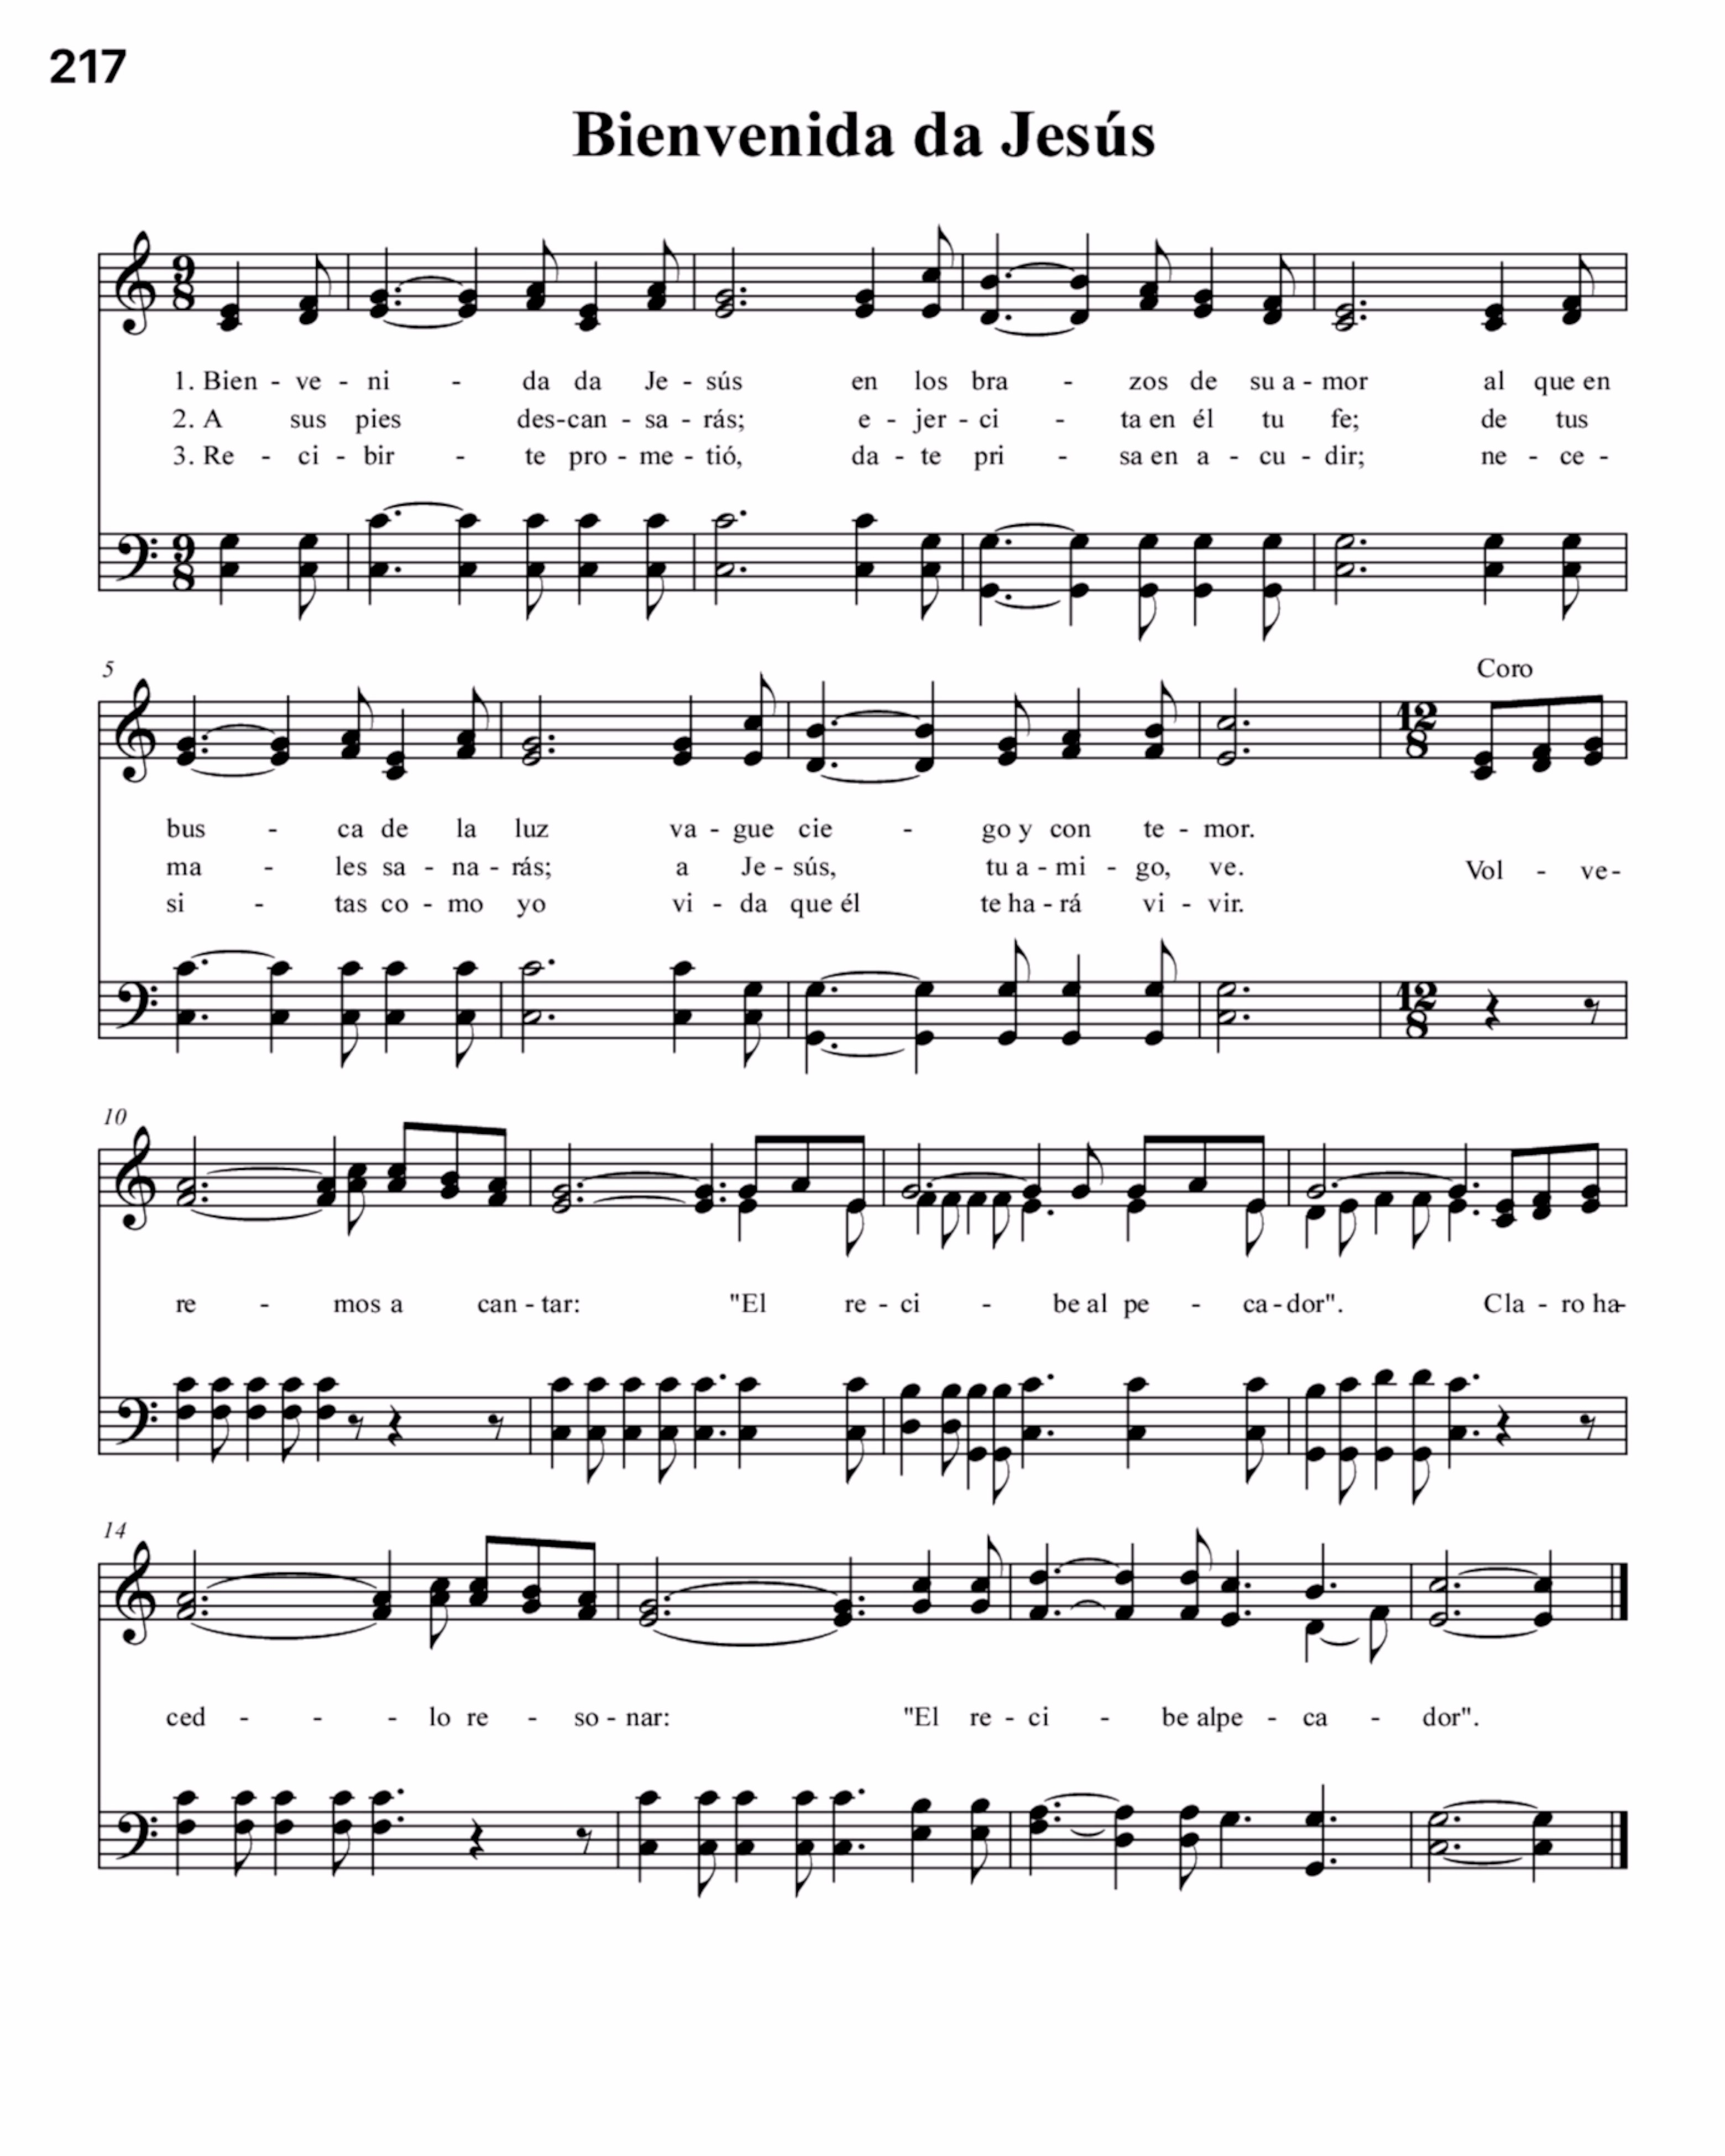 217
Bienvenida da Jesús
9 8
1. Bien - ve - ni - da da Je - sús en los bra - zos de su a - mor al que en
2. A sus pies des-can - sa - rás; e - jer - ci - ta en él tu fe; de tus
3. Re - ci - bir - te pro - me - tió, da - te pri - sa en a - cu - dir; ne - ce -
9 8
5
Coro
12 8
bus - ca de la luz va - gue cie - go y con te - mor.
ma - les sa - na - rás; a Je - sús, tu a - mi - go, ve. Vol - ve-
si - tas co - mo yo vi - da que él te ha - rá vi - vir.
12 8
10
re - mos a can - tar: "El re - ci - be al pe - ca - dor". Cla - ro ha-
14
ced - - - lo re - so - nar: "El re - ci - be alpe - ca - dor".